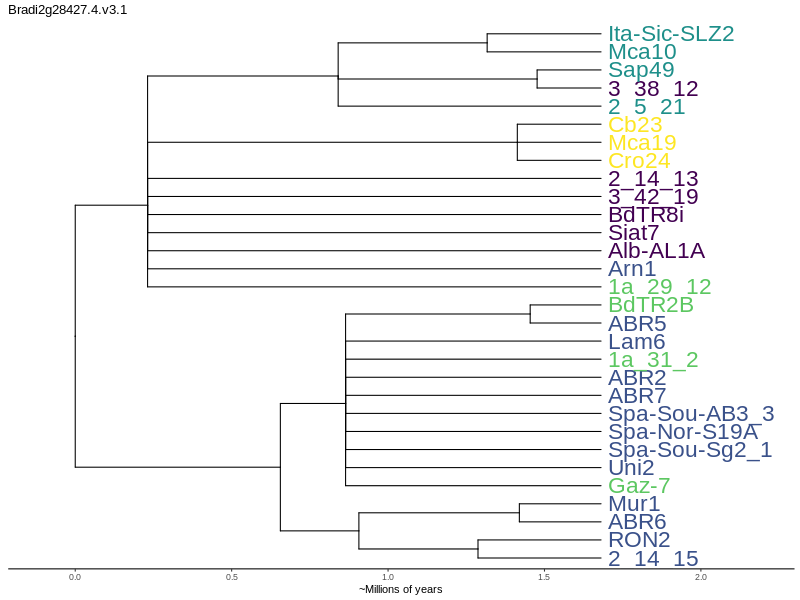 Bradi2g28427.4.v3.1
Ita-Sic-SLZ2
Mca10
Sap49
3_38_12
2_5_21
Cb23
Mca19
Cro24
2_14_13
3_42_19
BdTR8i
Siat7
Alb-AL1A
Arn1
1a_29_12
BdTR2B
ABR5
Lam6
1a_31_2
ABR2
ABR7
Spa-Sou-AB3_3
Spa-Nor-S19A
Spa-Sou-Sg2_1
Uni2
Gaz-7
Mur1
ABR6
RON2
2_14_15
0.0 0.5 1.0 1.5 2.0
~Millions of years